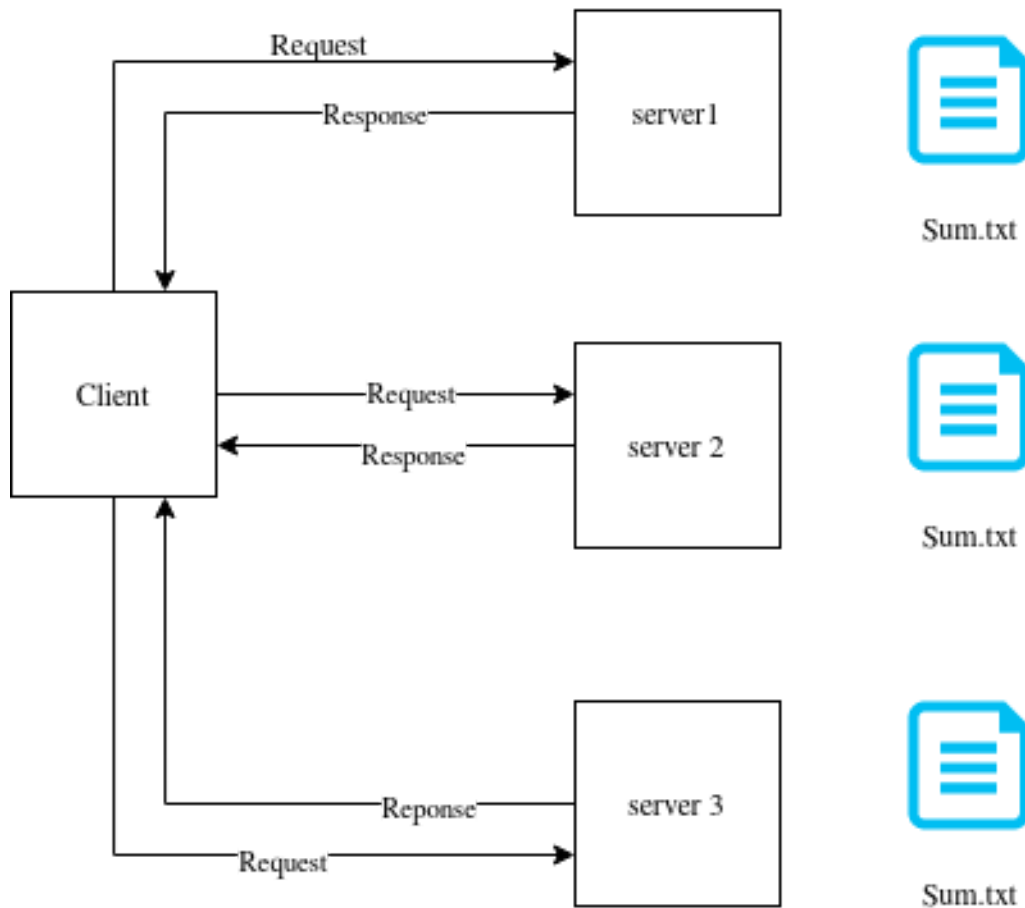 Request
Response
server1
Sum.txt
Client
Request
Response
server 2
Sum.txt
Reponse
Request
server 3
Sum.txt